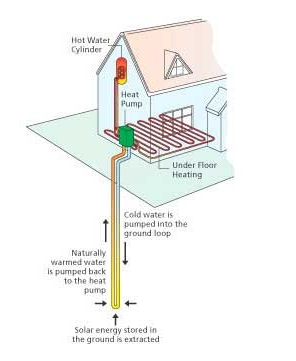 Hot Water
Cylinder
Heat
Pump
Under Floor
Heating
Cold water is
pumped into the
ground loop
Naturally
warmed water
is pumped back
to the heat
pump
Solar energy stored in
the ground is extracted